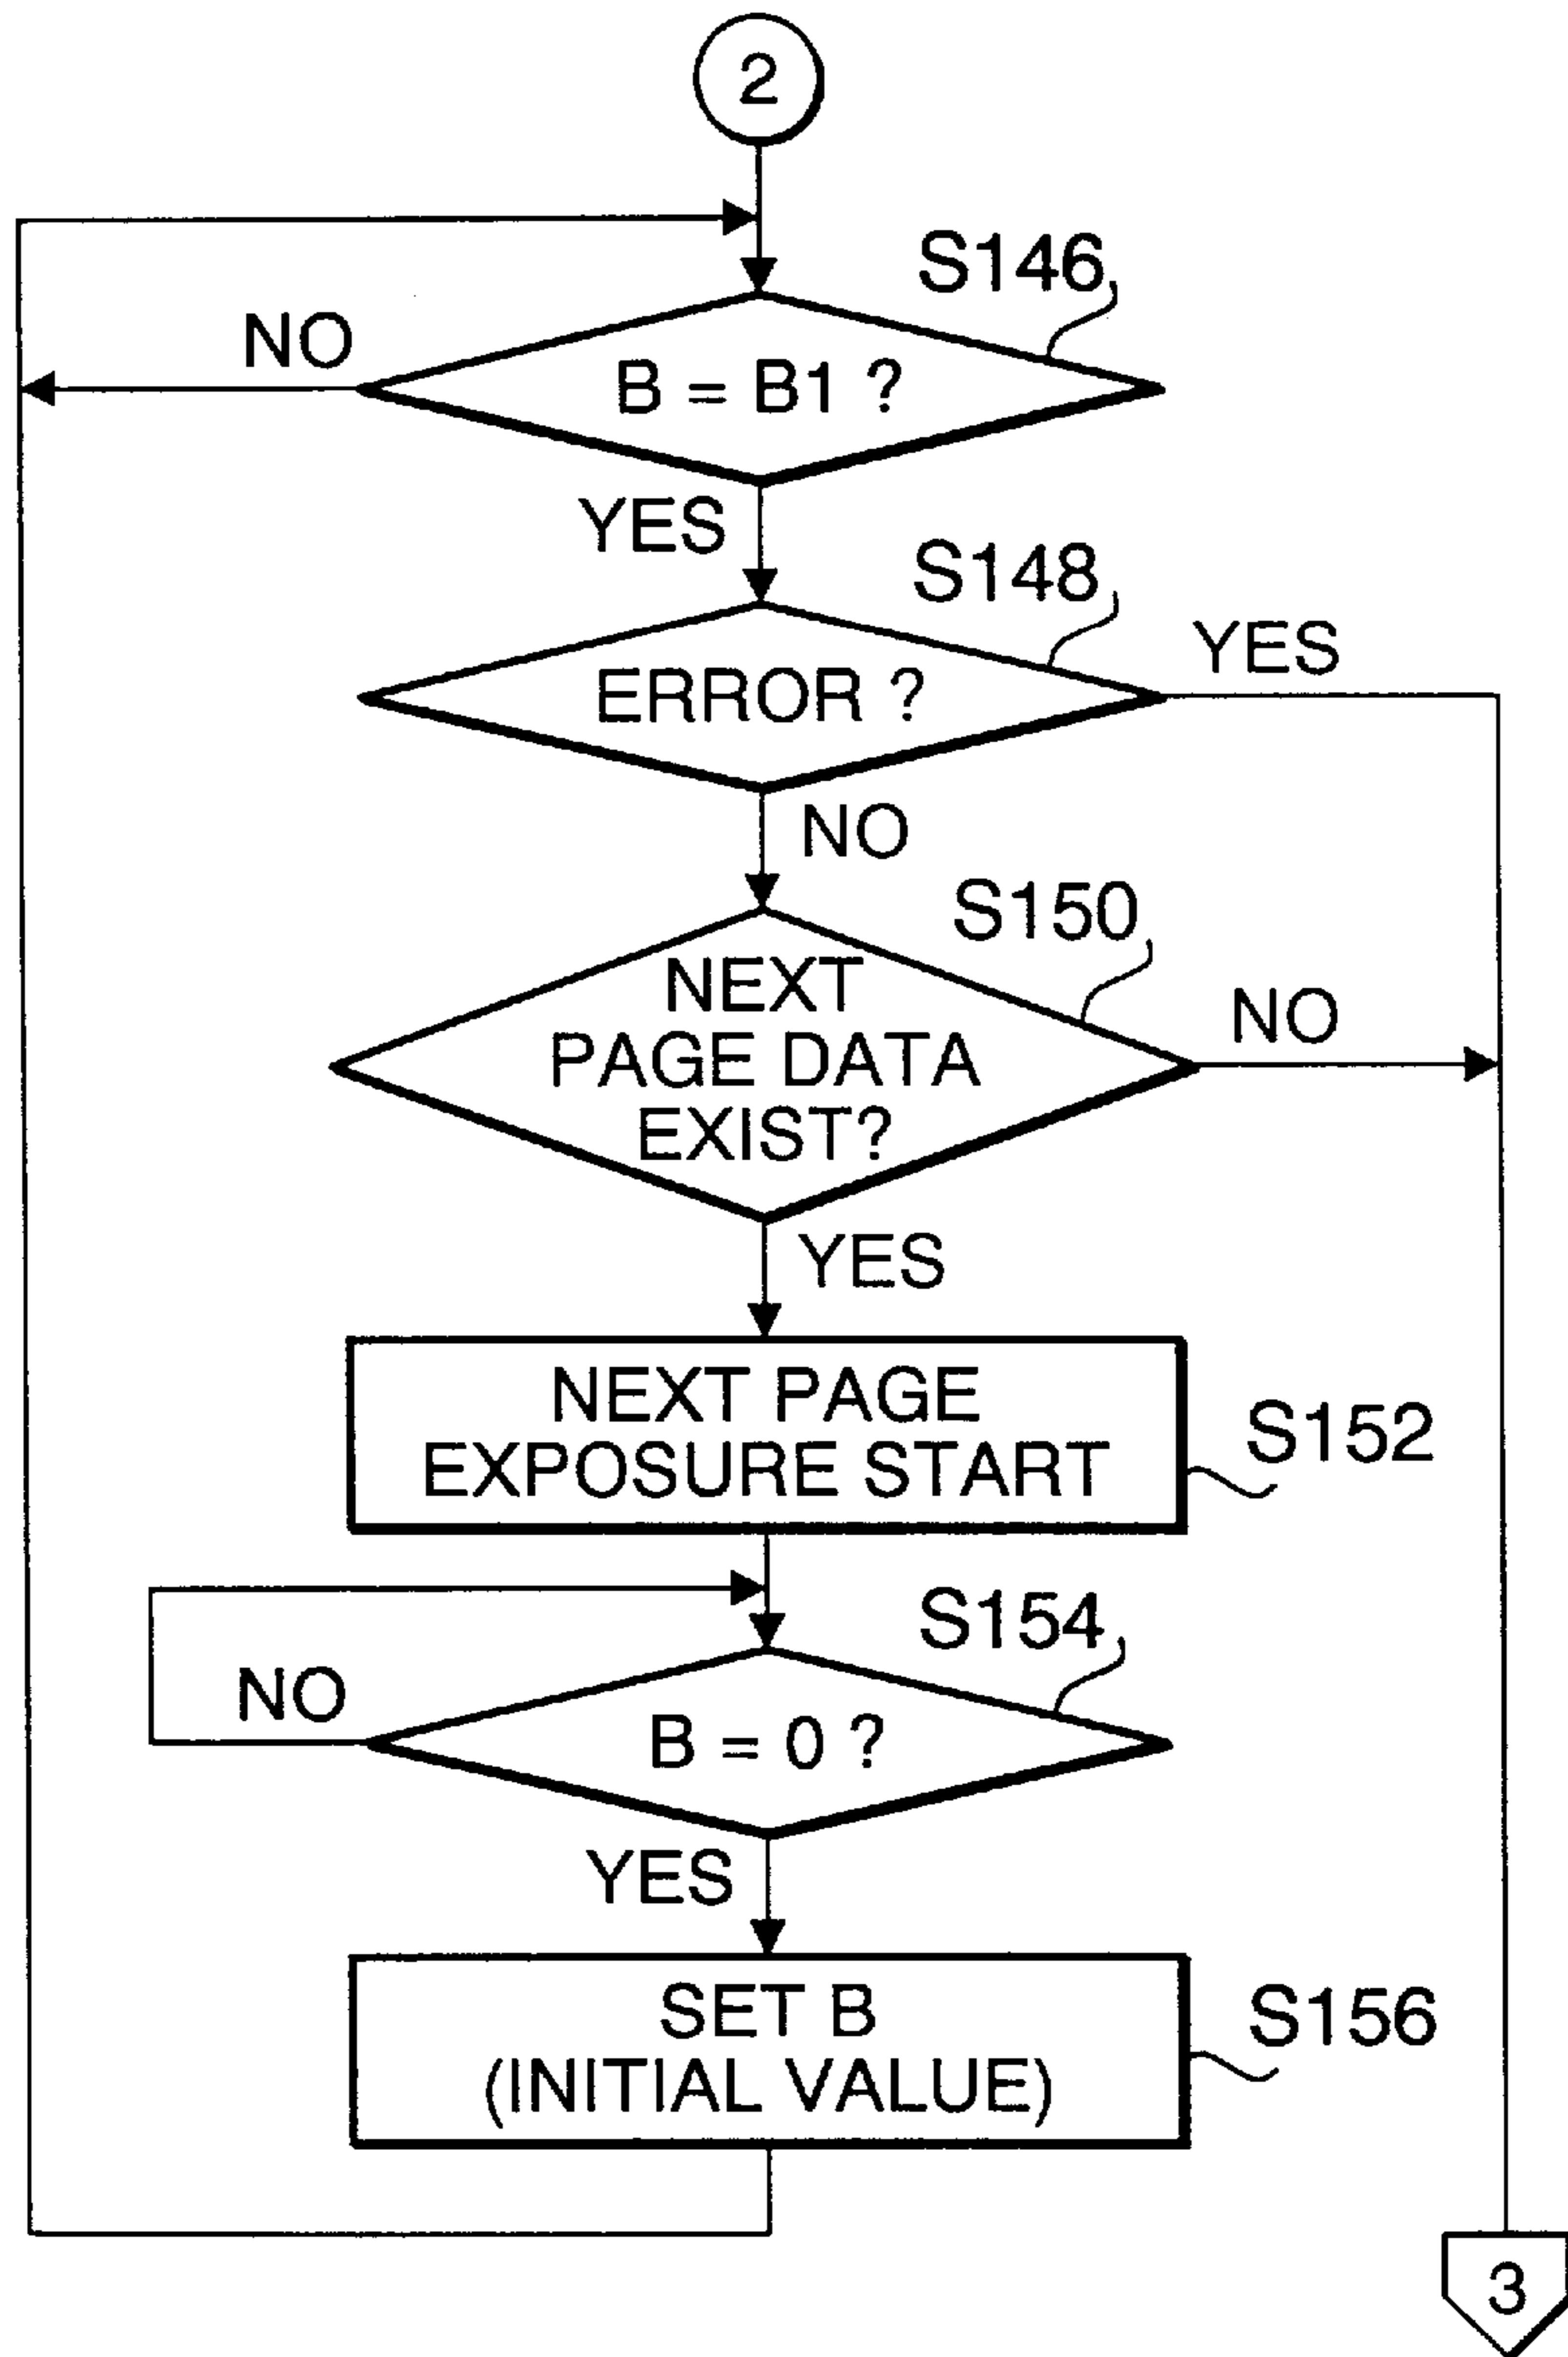 2
S146
NO
B = B1 ?
YES
S148
YES
ERROR ?
NO
S150
NEXT
PAGE DATA
EXIST?
NO
YES
NEXT PAGE
EXPOSURE START
S152
S154
NO
B = 0 ?
YES
SET B
(INITIAL VALUE)
S156
3